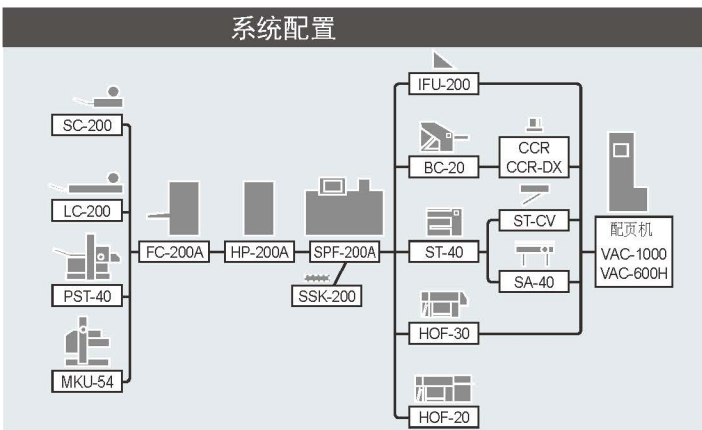 系统配置
SC-200
LC-200
PST-40
MKU-54
FC-200A
HP-200A
SPF-200A
SSK-200
IFU-200
BC-20
CCR
CCR-DX
ST-40
ST-CV
SA-40
HOF-30
HOF-20
配页机
VAC-1000
VAC-600H